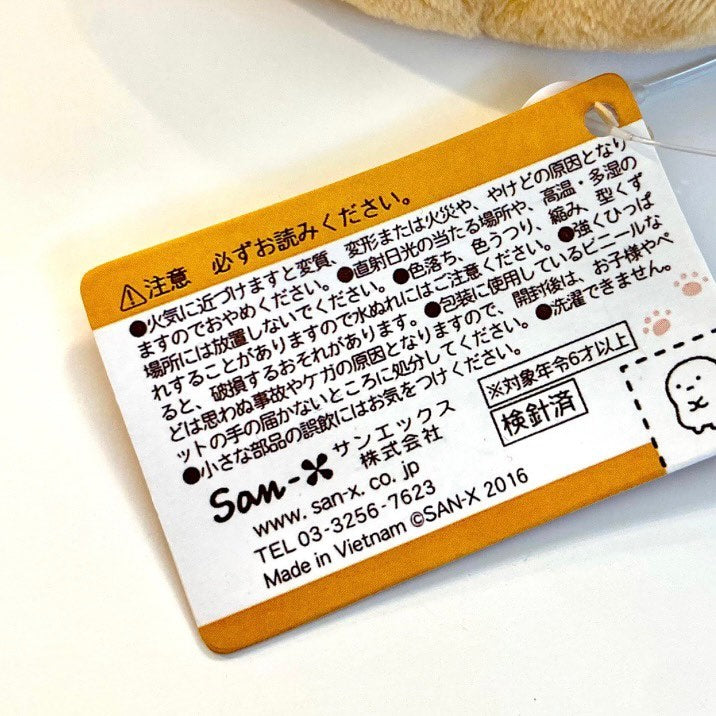 ⚠注意 必ずお読みください。
●火気に近づけますと変質、変形または火災や、やけどの原因となり
ますのでおやめください。●直射日光の当たる場所や、高温・多湿の
場所には放置しないでください。●色落ち、色うつり、縮み、型くず
れすることがありますので水ぬれにはご注意ください。●強くひっぱ
ると、破損するおそれがあります。●包装に使用しているビニールな
どは思わぬ事故やケガの原因となりますので、開封後は、お子様やペ
ットの手の届かないところに処分してください。●洗濯できません。
●小さな部品の誤飲にはお気をつけください。
※対象年令6才以上
検針済
San-X サンエックス
株式会社
www. san-x. co. jp
TEL 03-3256-7623
Made in Vietnam ©SAN-X 2016